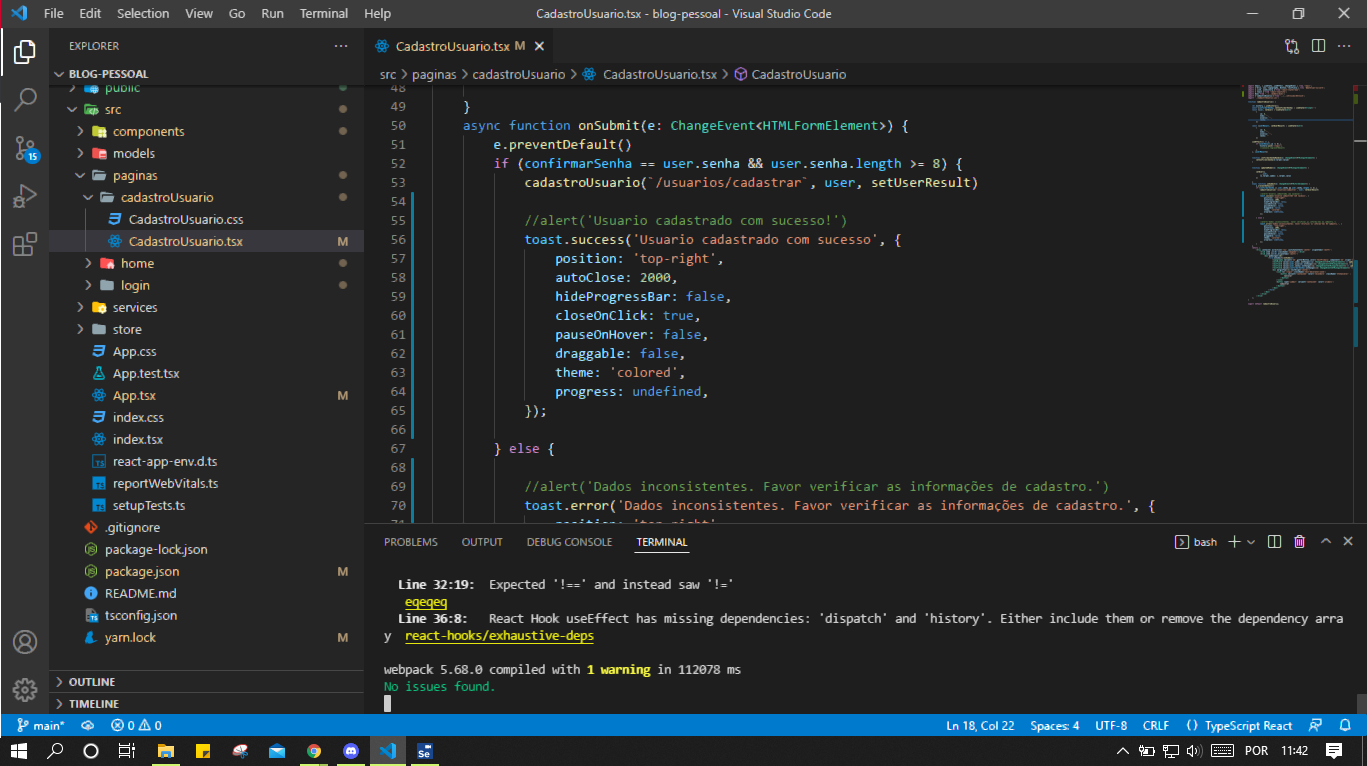 File Edit Selection View Go Run Terminal Help CadastroUsuario.tsx - blog-pessoal - Visual Studio Code
EXPLORER
BLOG-PESSOAL
public
src
components
models
paginas
cadastroUsuario
CadastroUsuario.css
CadastroUsuario.tsx M
home
login
services
store
App.css
App.test.tsx
App.tsx M
index.css
index.tsx
react-app-env.d.ts
reportWebVitals.ts
setupTests.ts
.gitignore
package-lock.json
package.json M
README.md
tsconfig.json
yarn.lock M
OUTLINE
TIMELINE
15
CadastroUsuario.tsx M
src > paginas > cadastroUsuario > CadastroUsuario.tsx > CadastroUsuario
48
49 }
50 async function onSubmit(e: ChangeEvent<HTMLFormElement>) {
51 e.preventDefault()
52 if (confirmarSenha == user.senha && user.senha.length >= 8) {
53 cadastroUsuario(`/usuarios/cadastrar`, user, setUserResult)
54
55 //alert('Usuario cadastrado com sucesso!')
56 toast.success('Usuario cadastrado com sucesso', {
57 position: 'top-right',
58 autoClose: 2000,
59 hideProgressBar: false,
60 closeOnClick: true,
61 pauseOnHover: false,
62 draggable: false,
63 theme: 'colored',
64 progress: undefined,
65 });
66
67 } else {
68
69 //alert('Dados inconsistentes. Favor verificar as informações de cadastro.')
70 toast.error('Dados inconsistentes. Favor verificar as informações de cadastro.', {
71 position: 'top-right'
PROBLEMS OUTPUT DEBUG CONSOLE TERMINAL bash
Line 32:19: Expected '!==' and instead saw '!='
eqeqeq
Line 36:8: React Hook useEffect has missing dependencies: 'dispatch' and 'history'. Either include them or remove the dependency arra
y react-hooks/exhaustive-deps
webpack 5.68.0 compiled with 1 warning in 112078 ms
No issues found.
main* 0 0 Ln 18, Col 22 Spaces: 4 UTF-8 CRLF TypeScript React
Se POR 11:42